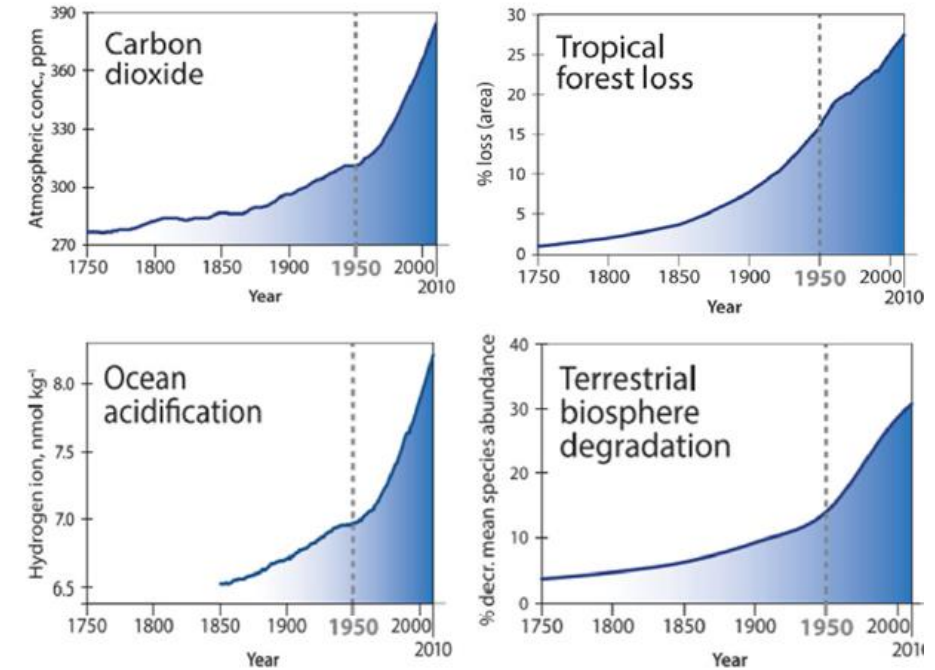 Carbon
dioxide
Atmospheric conc., ppm
390
360
330
300
270
1750 1800 1850 1900 1950 2000
2010
Year
Tropical
forest loss
% loss (area)
30
25
20
15
10
5
0
1750 1800 1850 1900 1950 2000
2010
Year
Ocean
acidification
Hydrogen ion, nmol kg⁻¹
8.0
7.5
7.0
6.5
1750 1800 1850 1900 1950 2000
2010
Year
Terrestrial
biosphere
degradation
% decr. mean species abundance
40
30
20
10
0
1750 1800 1850 1900 1950 2000
201
Year